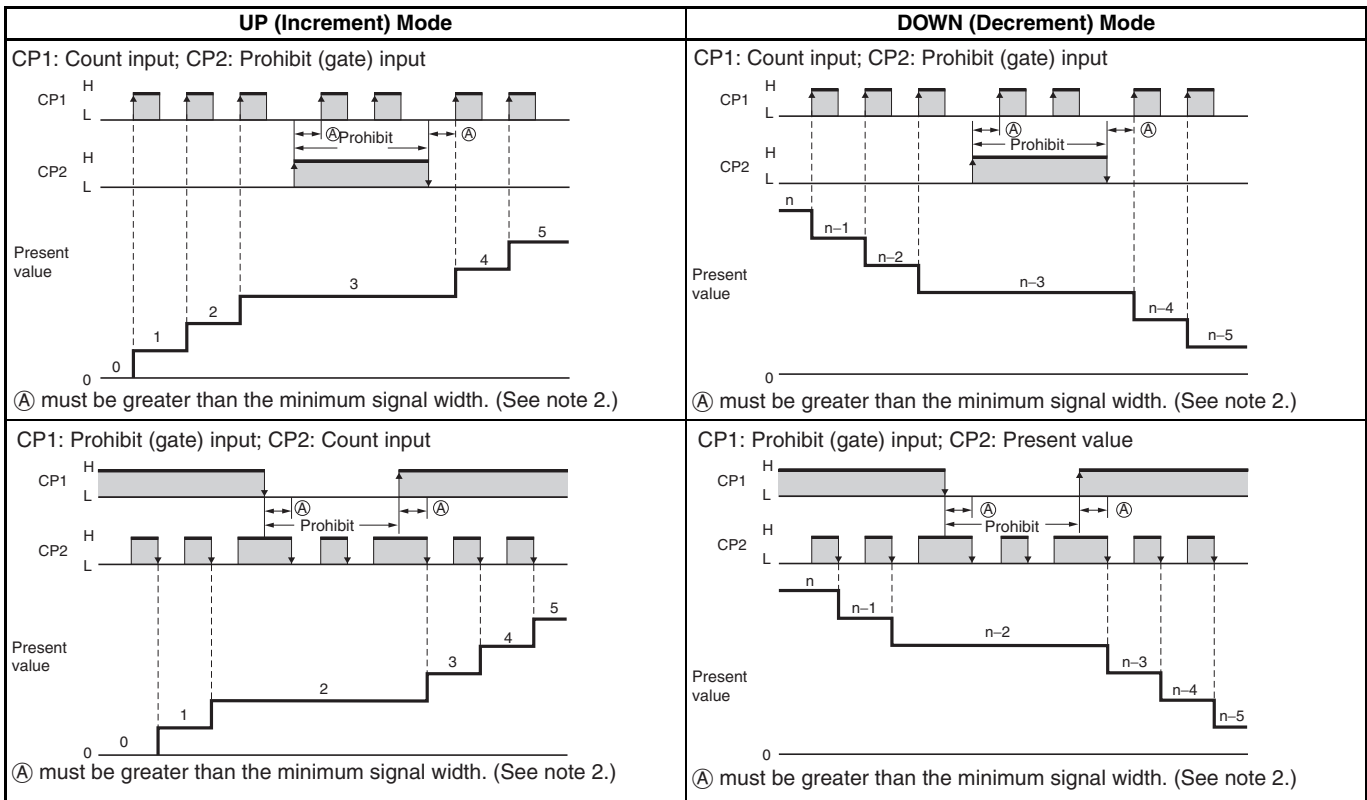 UP (Increment) Mode
DOWN (Decrement) Mode
CP1: Count input; CP2: Prohibit (gate) input
H
CP1
L
Ⓐ
Prohibit
Ⓐ
H
CP2
L
Present
value
0
0
1
2
3
4
5
Ⓐ must be greater than the minimum signal width. (See note 2.)
CP1: Count input; CP2: Prohibit (gate) input
H
CP1
L
Ⓐ
Prohibit
Ⓐ
H
CP2
L
Present
value
n
n–1
n–2
n–3
n–4
n–5
0
Ⓐ must be greater than the minimum signal width. (See note 2.)
CP1: Prohibit (gate) input; CP2: Count input
H
CP1
L
Ⓐ
Prohibit
Ⓐ
H
CP2
L
Present
value
0
0
1
2
3
4
5
Ⓐ must be greater than the minimum signal width. (See note 2.)
CP1: Prohibit (gate) input; CP2: Present value
H
CP1
L
Ⓐ
Prohibit
Ⓐ
H
CP2
L
Present
value
n
n–1
n–2
n–3
n–4
n–5
0
Ⓐ must be greater than the minimum signal width. (See note 2.)